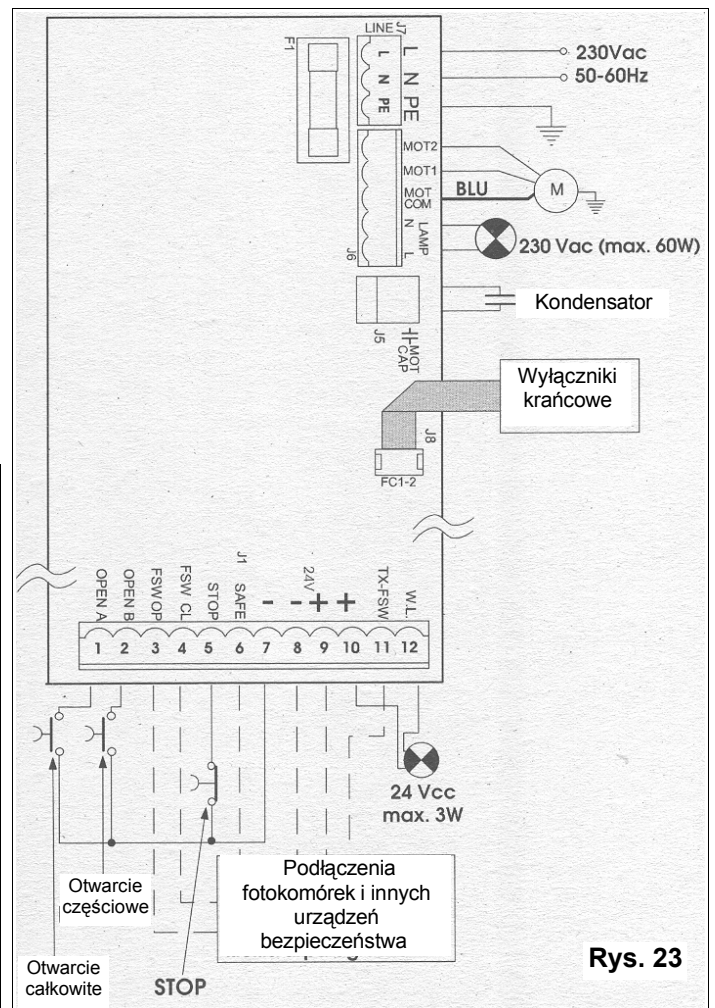 LINE J7
F1
L L
N N
PE PE
230Vac
50-60Hz
MOT2
MOT1
MOT
COM
BLU
M
N LAMP L
J6
230 Vac (max. 60W)
Kondensator
J5
MOT
CAP
Wyłączniki
krańcowe
J8
FC1-2
OPEN A
OPEN B
FSW OP
FSW CL
STOP
J1
SAFE
-
24V
- + +
TX-FSW
W.L.
1 2 3 4 5 6 7 8 9 10 11 12
24 Vcc
max. 3W
Podłączenia
fotokomórek i innych
urządzeń
bezpieczeństwa
Otwarcie
częściowe
Otwarcie
całkowite
STOP
Rys. 23